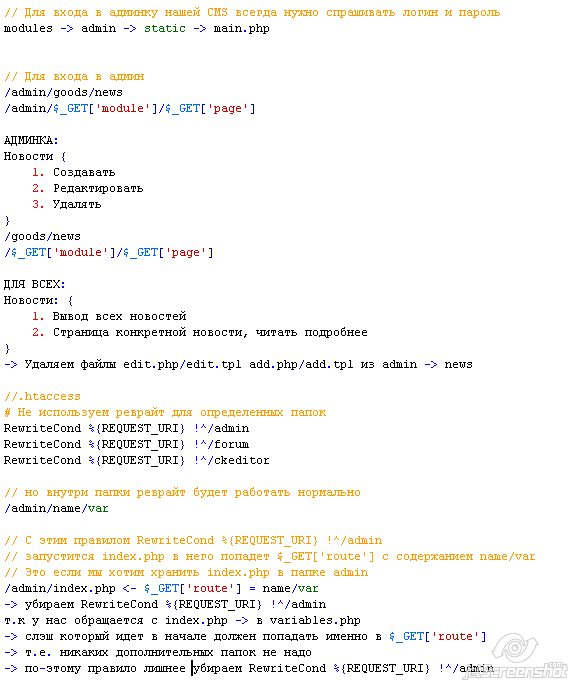 // Для входа в админку нашей CMS всегда нужно спрашивать логин и пароль
modules -> admin -> static -> main.php
// Для входа в админ
/admin/goods/news
/admin/$_GET['module']/$_GET['page']
АДМИНКА:
Новости {
1. Создавать
2. Редактировать
3. Удалять
}
/goods/news
/$_GET['module']/$_GET['page']
ДЛЯ ВСЕХ:
Новости: {
1. Вывод всех новостей
2. Страница конкретной новости, читать подробнее
}
-> Удаляем файлы edit.php/edit.tpl add.php/add.tpl из admin -> news
//.htaccess
# Не используем реврайт для определенных папок
RewriteCond %{REQUEST_URI} !^/admin
RewriteCond %{REQUEST_URI} !^/forum
RewriteCond %{REQUEST_URI} !^/ckeditor
// но внутри папки реврайт будет работать нормально
/admin/name/var
// С этим правилом RewriteCond %{REQUEST_URI} !^/admin
// запустится index.php в него попадет $_GET['route'] с содержанием name/var
// Это если мы хотим хранить index.php в папке admin
/admin/index.php <- $_GET['route'] = name/var
-> убираем RewriteCond %{REQUEST_URI} !^/admin
т.к у нас обращается с index.php -> в variables.php
-> слэш который идет в начале должен попадать именно в $_GET['route']
-> т.е. никаких дополнительных папок не надо
-> по-этому правило лишнее убираем RewriteCond %{REQUEST_URI} !^/admin
jetscreenshot
.com